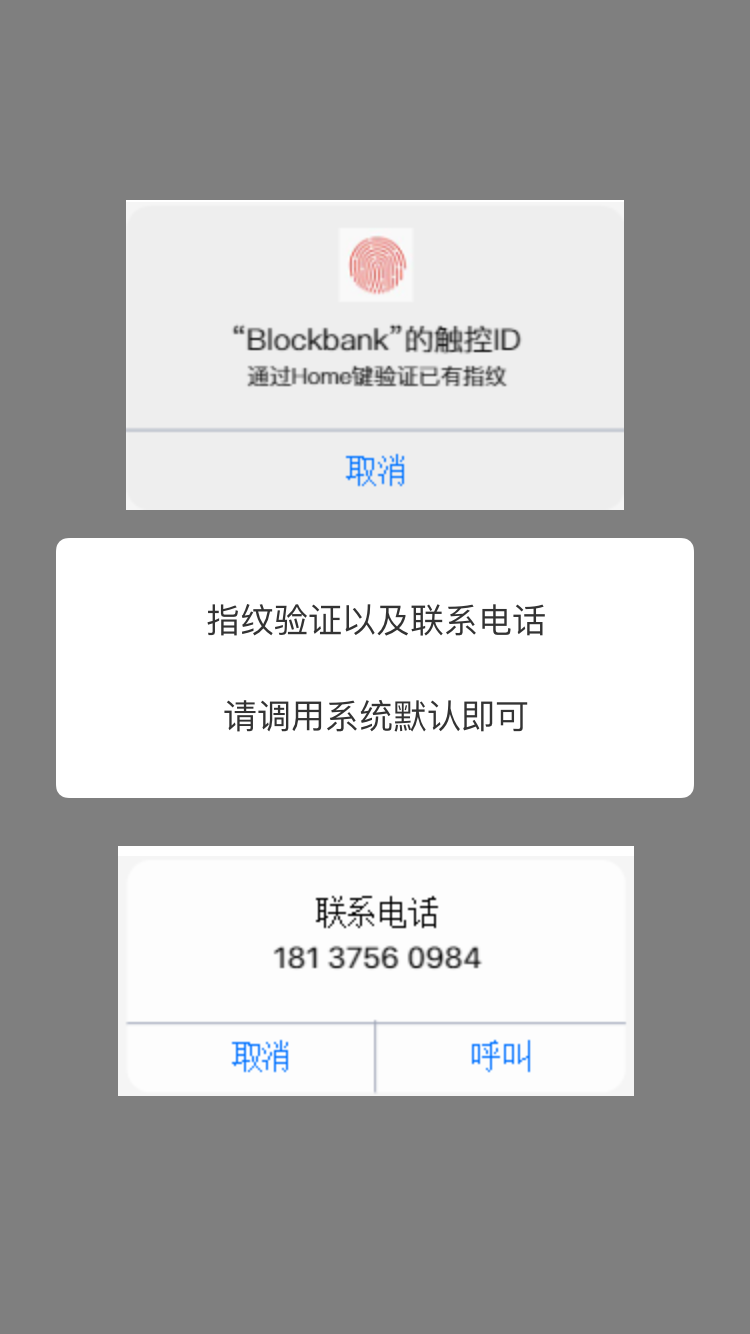 “Blockbank”的触控ID
通过Home键验证已有指纹
取消
指纹验证以及联系电话
请调用系统默认即可
联系电话
181 3756 0984
取消 呼叫